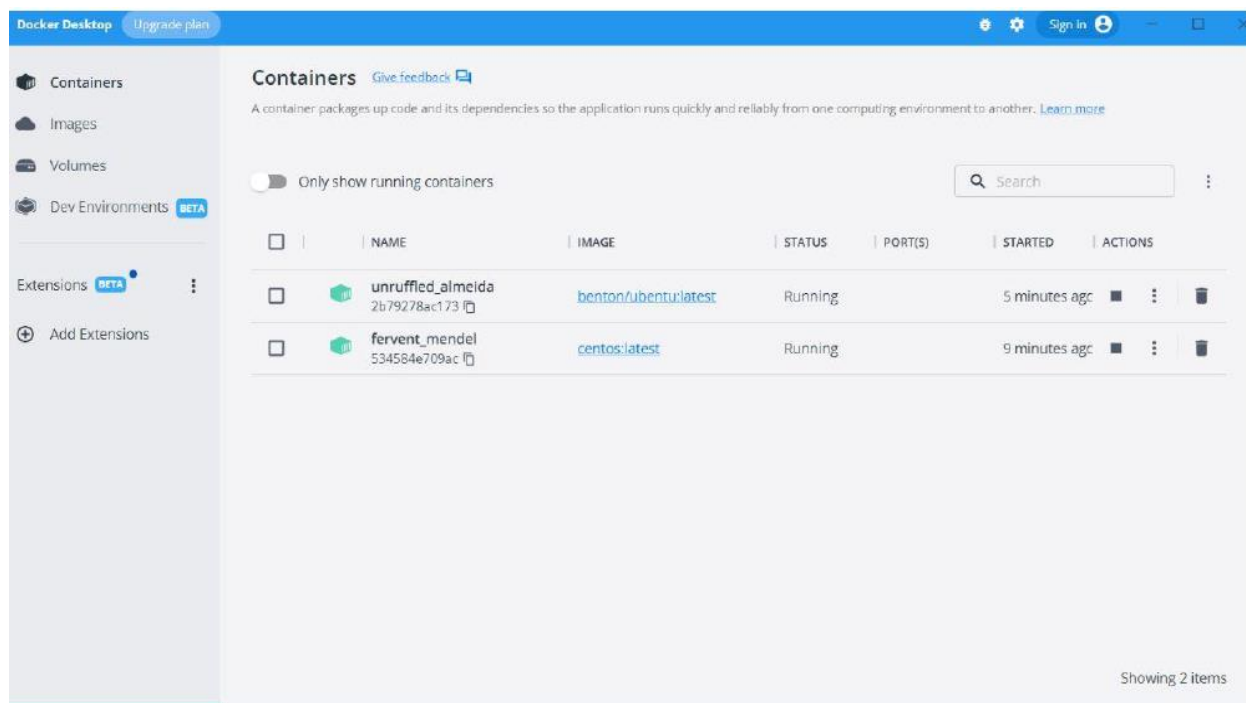 Docker Desktop Upgrade plan Sign in
Containers
Images
Volumes
Dev Environments BETA
Extensions BETA
Add Extensions
Containers Give feedback
A container packages up code and its dependencies so the application runs quickly and reliably from one computing environment to another. Learn more
Only show running containers Search
NAME IMAGE STATUS PORT(S) STARTED ACTIONS
unruffled_almeida
2b79278ac173 benton/ubentu:latest Running 5 minutes agc
fervent_mendel
534584e709ac centos:latest Running 9 minutes agc
Showing 2 items